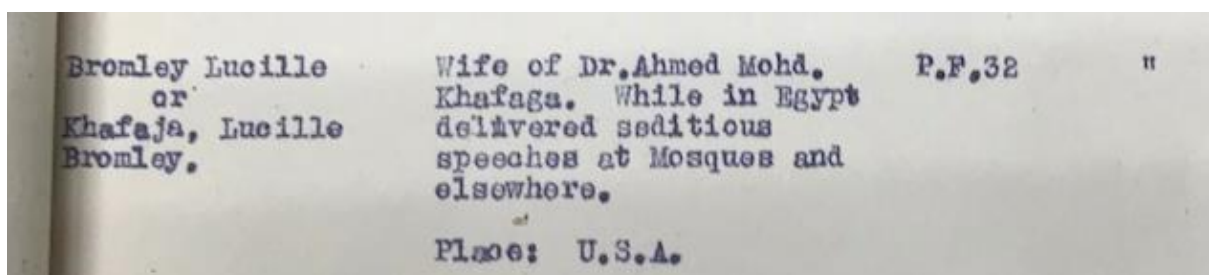 Bromley Lucille Wife of Dr.Ahmed Mohd. P.F.32 "
or Khafaga. While in Egypt
Khafaja, Lucille delivered seditious
Bromley. speeches at Mosques and
elsewhere.
Place: U.S.A.